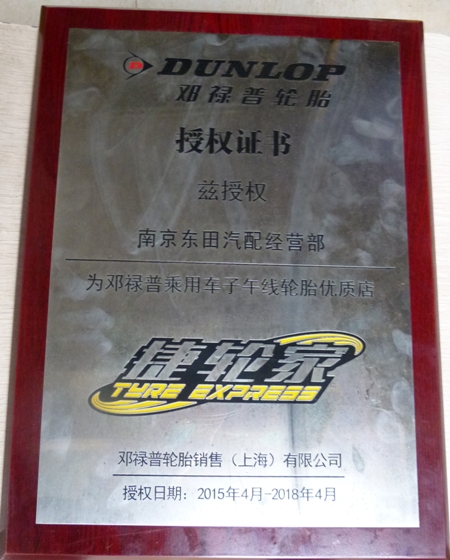 DUNLOP
邓禄普轮胎
授权证书
兹授权
南京东田汽配经营部
为邓禄普乘用车子午线轮胎优质店
捷轮家
TYRE EXPRESS
邓禄普轮胎销售（上海）有限公司
授权日期：2015年4月-2018年4月